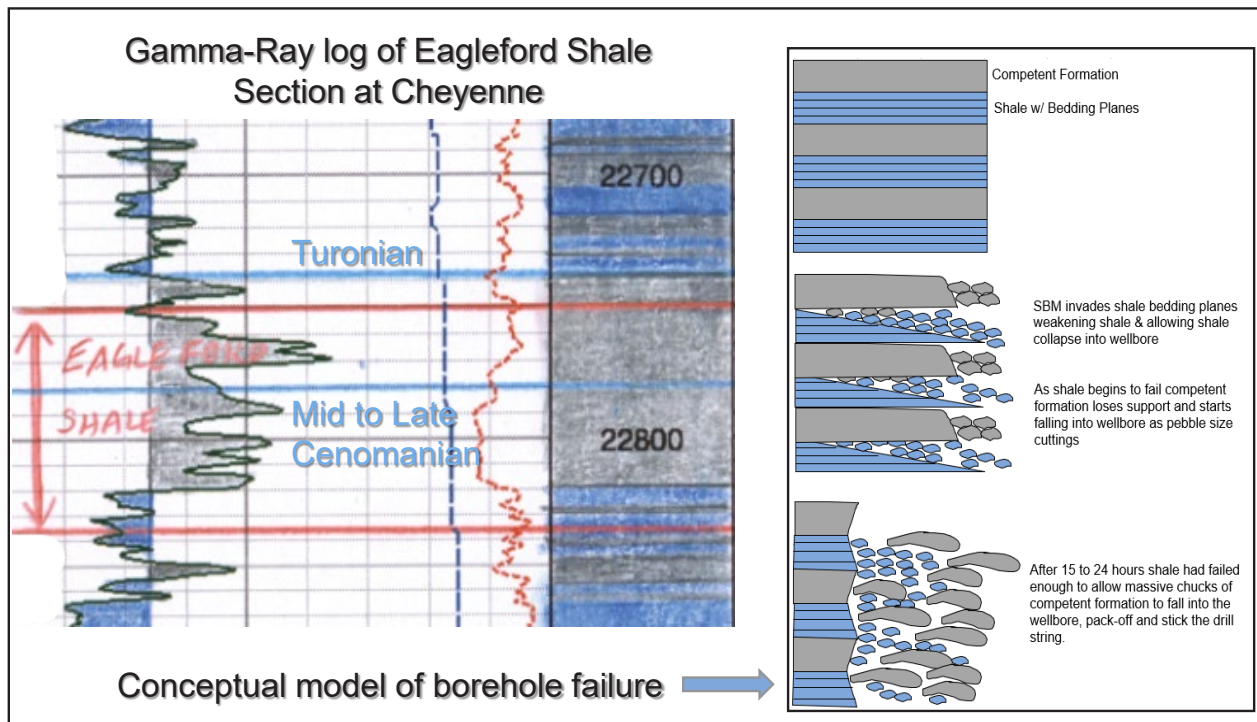 Gamma-Ray log of Eagleford Shale
Section at Cheyenne
22700
Turonian
EAGLE FORD
SHALE
Mid to Late
Cenomanian
22800
Conceptual model of borehole failure
Competent Formation
Shale w/ Bedding Planes
SBM invades shale bedding planes
weakening shale & allowing shale
collapse into wellbore
As shale begins to fail competent
formation loses support and starts
falling into wellbore as pebble size
cuttings
After 15 to 24 hours shale had failed
enough to allow massive chucks of
competent formation to fall into the
wellbore, pack-off and stick the drill
string.